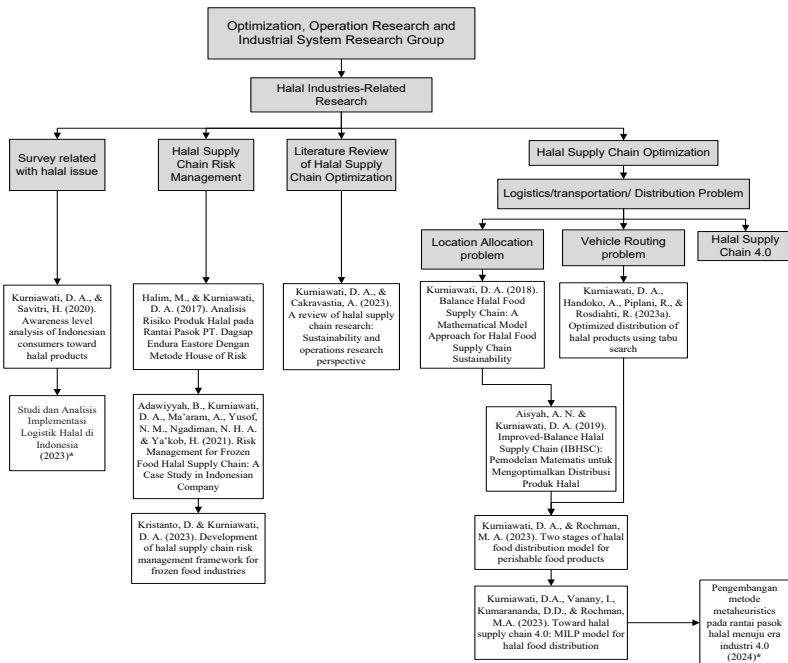 Optimization, Operation Research and
Industrial System Research Group
Halal Industries-Related
Research
Survey related
with halal issue
Halal Supply
Chain Risk
Management
Literature Review
of Halal Supply
Chain Optimization
Halal Supply Chain Optimization
Logistics/transportation/ Distribution Problem
Location Allocation
problem
Vehicle Routing
problem
Halal Supply
Chain 4.0
Kurniawati, D. A., &
Savitri, H. (2020).
Awareness level
analysis of Indonesian
consumers toward
halal products
Studi dan Analisis
Implementasi
Logistik Halal di
Indonesia
(2023)*
Halim, M., & Kurniawati,
D. A. (2017). Analisis
Risiko Produk Halal pada
Rantai Pasok PT. Dagsap
Endura Eastore Dengan
Metode House of Risk
Adawiyyah, B., Kurniawati,
D. A., Ma'aram, A., Yusof,
N. M., Ngadiman, N. H. A.
& Ya'kob, H. (2021). Risk
Management for Frozen
Food Halal Supply Chain: A
Case Study in Indonesian
Company
Kristanto, D. & Kurniawati,
D. A. (2023). Development
of halal supply chain risk
management framework for
frozen food industries
Kurniawati, D. A., &
Cakravastia, A. (2023).
A review of halal supply
chain research:
Sustainability and
operations research
perspective
Kurniawati, D. A. (2018).
Balance Halal Food
Supply Chain: A
Mathematical Model
Approach for Halal Food
Supply Chain
Sustainability
Kurniawati, D. A.,
Handoko, A., Piplani, R., &
Rosdiahti, R. (2023a).
Optimized distribution of
halal products using tabu
search
Aisyah, A. N. &
Kurniawati, D. A. (2019).
Improved-Balance Halal
Supply Chain (IBHSC):
Pemodelan Matematis untuk
Mengoptimalkan Distribusi
Produk Halal
Kurniawati, D. A., & Rochman,
M. A. (2023). Two stages of halal
food distribution model for
perishable food products
Kurniawati, D.A., Vanany, I.,
Kumarananda, D.D., & Rochman,
M.A. (2023). Toward halal
supply chain 4.0: MILP model for
halal food distribution
Pengembangan
metode
metaheuristics
pada rantai pasok
halal menuju era
industri 4.0
(2024)*